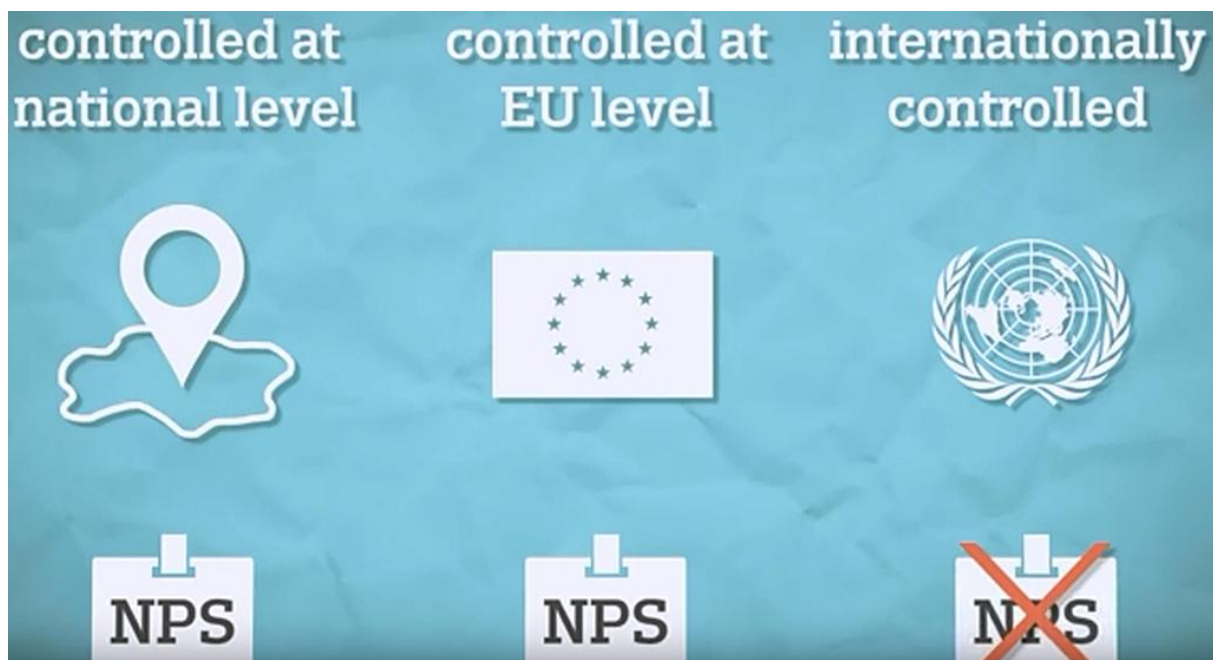 controlled at
national level
controlled at
EU level
internationally
controlled
NPS
NPS
NPS